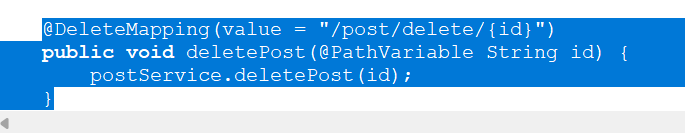 @DeleteMapping(value = "/post/delete/{id}")
public void deletePost(@PathVariable String id) {
postService.deletePost(id);
}